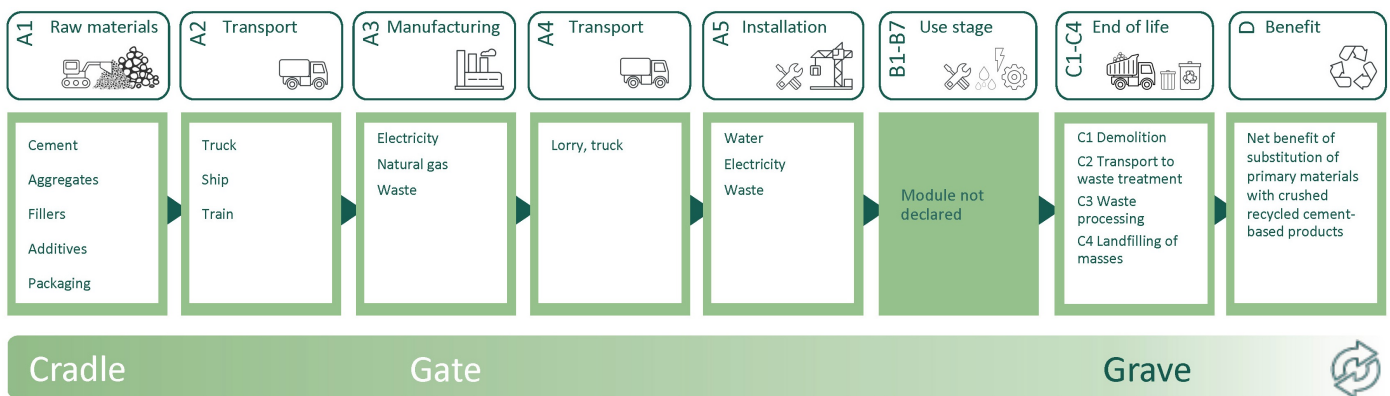 A1 Raw materials
A2 Transport
A3 Manufacturing
A4 Transport
A5 Installation
B1-B7 Use stage
C1-C4 End of life
D Benefit
Cement
Aggregates
Fillers
Additives
Packaging
Truck
Ship
Train
Electricity
Natural gas
Waste
Lorry, truck
Water
Electricity
Waste
Module not
declared
C1 Demolition
C2 Transport to
waste treatment
C3 Waste
processing
C4 Landfilling of
masses
Net benefit of
substitution of
primary materials
with crushed
recycled cement-
based products
Cradle
Gate
Grave